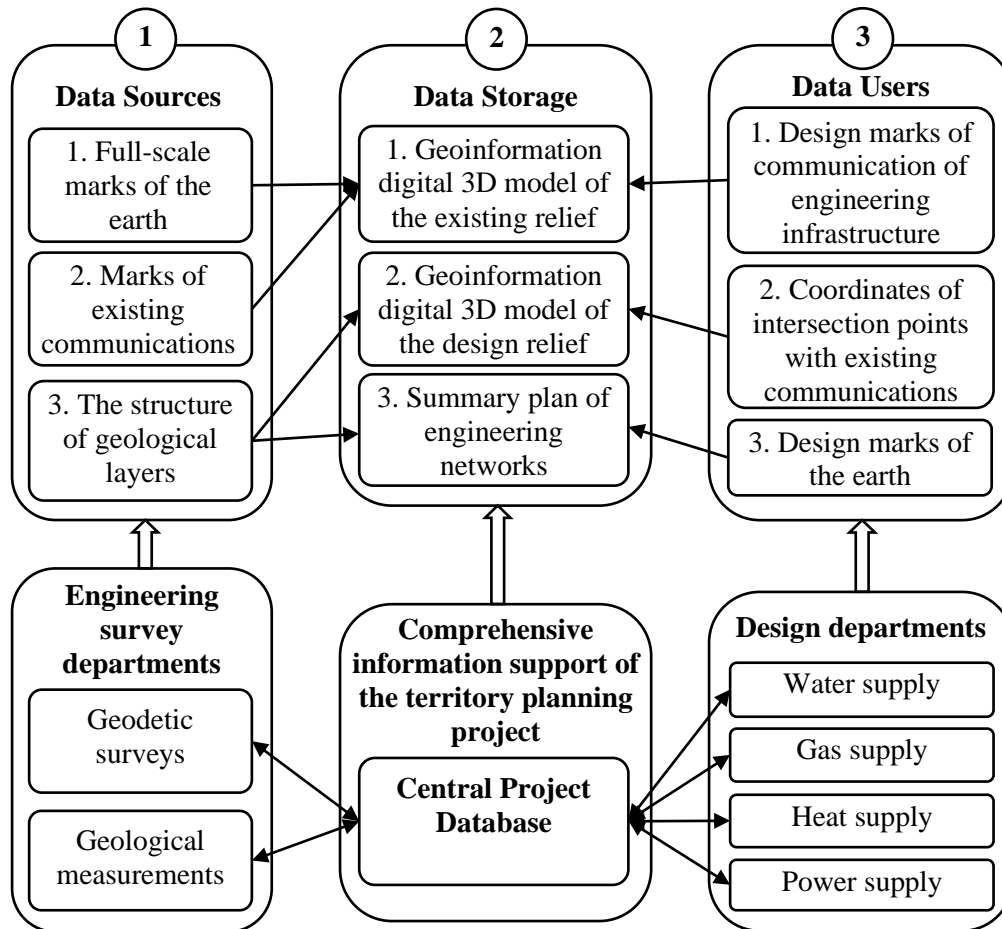 1
Data Sources
1. Full-scale
marks of the
earth
2. Marks of
existing
communications
3. The structure
of geological
layers
2
Data Storage
1. Geoinformation
digital 3D model of
the existing relief
2. Geoinformation
digital 3D model of
the design relief
3. Summary plan of
engineering
networks
3
Data Users
1. Design marks of
communication of
engineering
infrastructure
2. Coordinates of
intersection points
with existing
communications
3. Design marks of
the earth
Engineering
survey
departments
Geodetic
surveys
Geological
measurements
Comprehensive
information support of
the territory planning
project
Central Project
Database
Design departments
Water supply
Gas supply
Heat supply
Power supply